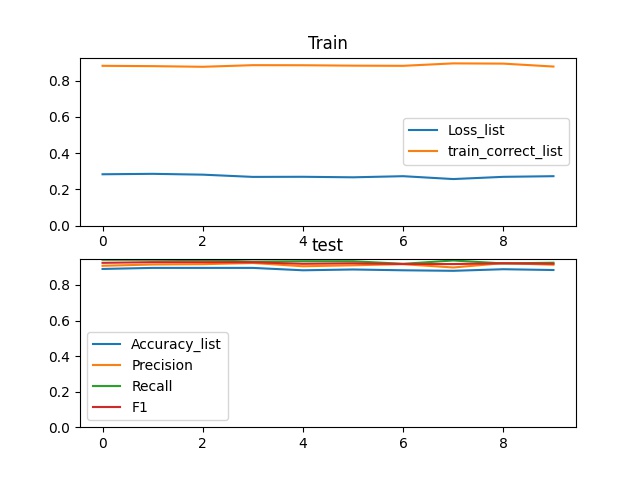 Train
0.8
0.6
0.4
0.2
0.0
Loss_list
train_correct_list
0 2 4 6 8
test
0.8
0.6
0.4
0.2
0.0
Accuracy_list
Precision
Recall
F1
0 2 4 6 8